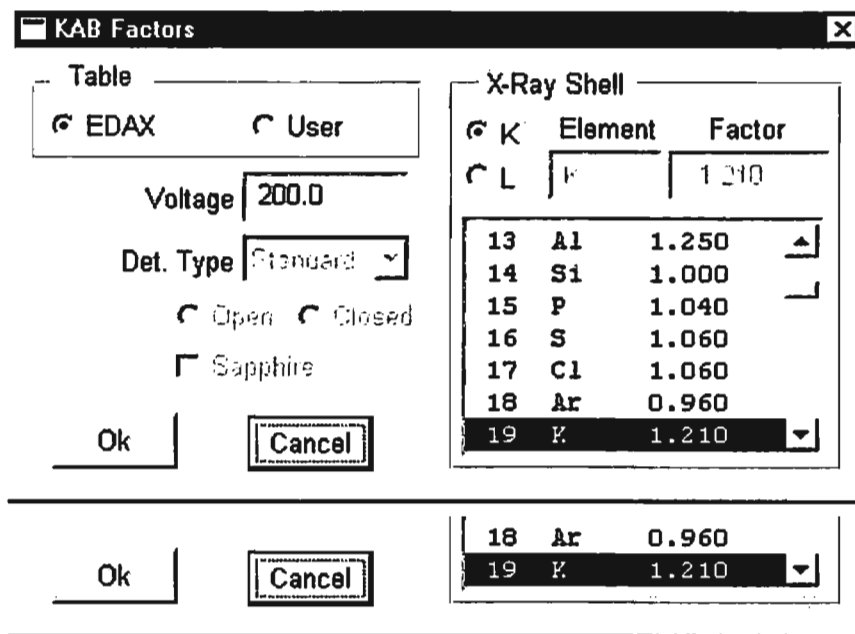 KAB Factors
Table
EDAX User
Voltage 200.0
Det. Type Standard
Open Closed
Sapphire
Ok Cancel
X-Ray Shell
K Element Factor
L K 1.210
13 Al 1.250
14 Si 1.000
15 P 1.040
16 S 1.060
17 Cl 1.060
18 Ar 0.960
19 K 1.210
Ok Cancel
18 Ar 0.960
19 K 1.210